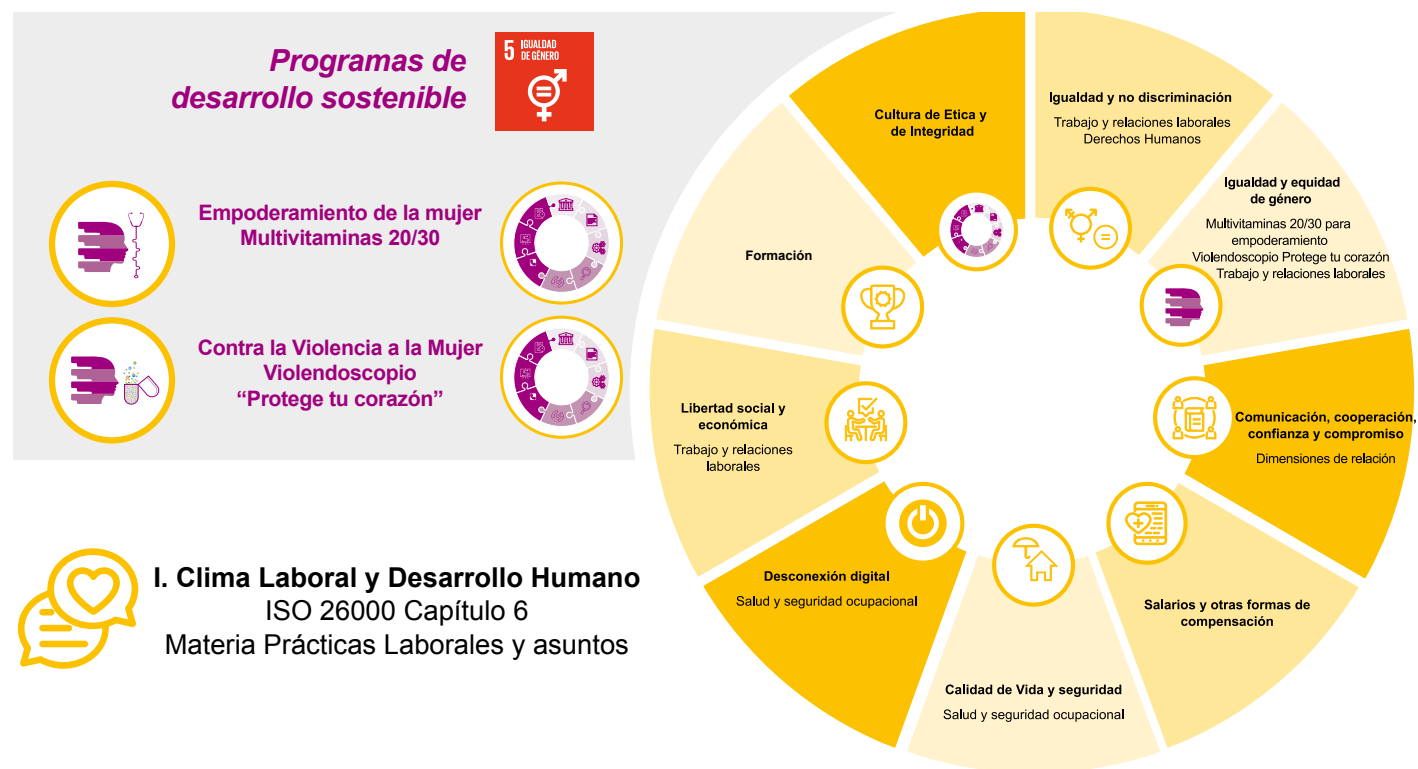 Programas de
desarrollo sostenible
5 IGUALDAD
DE GÉNERO
Empoderamiento de la mujer
Multivitaminas 20/30
Contra la Violencia a la Mujer
Violendoscopio
“Protege tu corazón”
I. Clima Laboral y Desarrollo Humano
ISO 26000 Capítulo 6
Materia Prácticas Laborales y asuntos
Cultura de Etica y
de Integridad
Igualdad y no discriminación
Trabajo y relaciones laborales
Derechos Humanos
Igualdad y equidad
de género
Multivitaminas 20/30 para
empoderamiento
Violendoscopio Protege tu corazón
Trabajo y relaciones laborales
Comunicación, cooperación,
confianza y compromiso
Dimensiones de relación
Salarios y otras formas de
compensación
Calidad de Vida y seguridad
Salud y seguridad ocupacional
Desconexión digital
Salud y seguridad ocupacional
Libertad social y
económica
Trabajo y relaciones
laborales
Formación